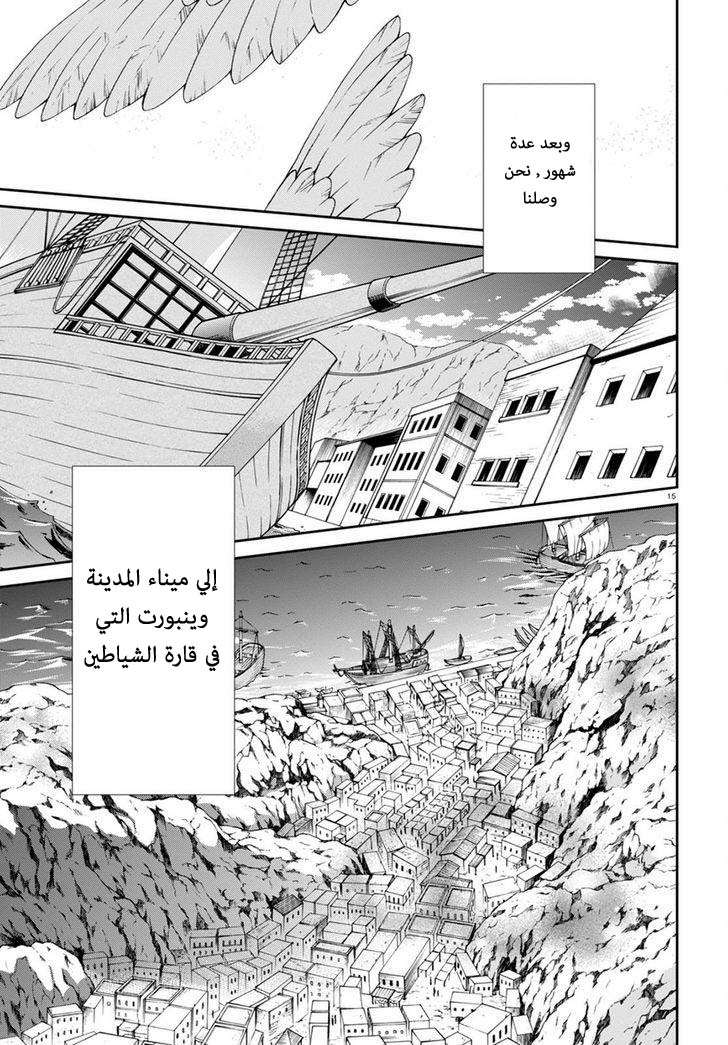 وبعد عدة
شهور , نحن
وصلنا
15
إلي ميناء المدينة
وينبورت التي
في قارة الشياطين